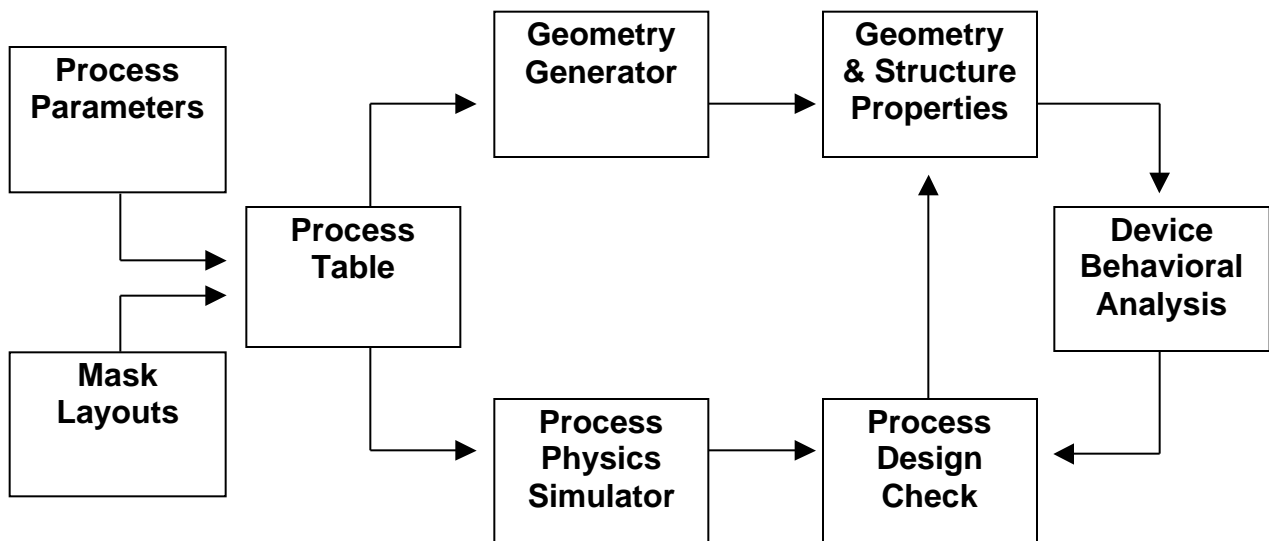 Process
Parameters
Mask
Layouts
Process
Table
Geometry
Generator
Process
Physics
Simulator
Geometry
& Structure
Properties
Process
Design
Check
Device
Behavioral
Analysis